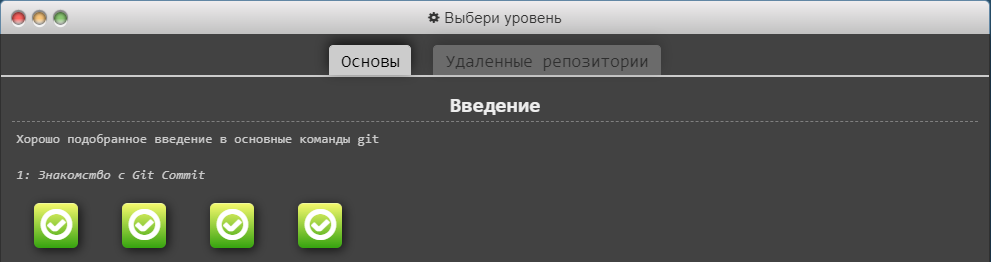 Выбери уровень
Основы Удаленные репозитории
Введение
Хорошо подобранное введение в основные команды git
1: Знакомство с Git Commit